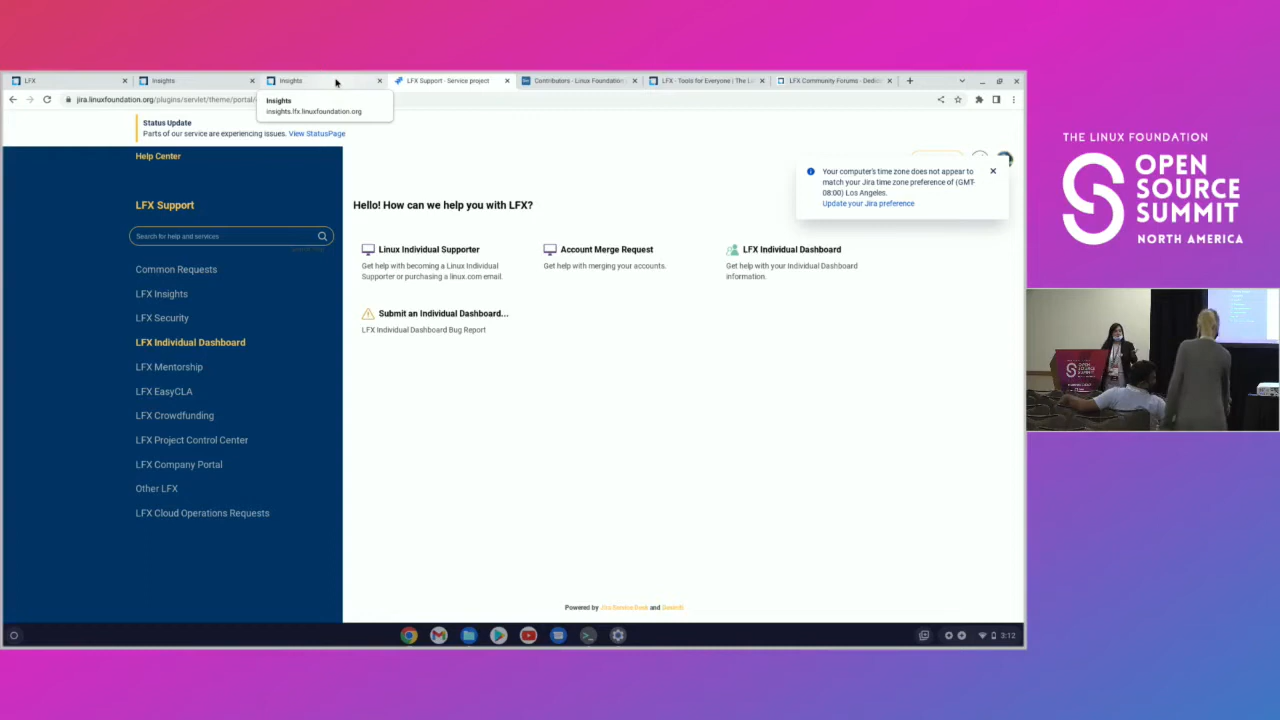 LFX
Insights
Insights
LFX Support - Service project
Contributors - Linux Foundation
LFX - Tools for Everyone | The Li
LFX Community Forums - Dedic
jira.linuxfoundation.org/plugins/servlet/theme/portal/
Insights
insights.lfx.linuxfoundation.org
Status Update
Parts of our service are experiencing issues. View StatusPage
Help Center
LFX Support
Search for help and services
Common Requests
LFX Insights
LFX Security
LFX Individual Dashboard
LFX Mentorship
LFX EasyCLA
LFX Crowdfunding
LFX Project Control Center
LFX Company Portal
Other LFX
LFX Cloud Operations Requests
Your computer's time zone does not appear to
match your Jira time zone preference of (GMT-
08:00) Los Angeles.
Update your Jira preference
Hello! How can we help you with LFX?
Linux Individual Supporter
Get help with becoming a Linux Individual
Supporter or purchasing a linux.com email.
Account Merge Request
Get help with merging your accounts.
LFX Individual Dashboard
Get help with your Individual Dashboard
information.
Submit an Individual Dashboard...
LFX Individual Dashboard Bug Report
Powered by Jira Service Desk and
3:12
THE LINUX FOUNDATION
OPEN
SOURCE
SUMMIT
NORTH AMERICA
OPEN
SOURCE
SUMMIT